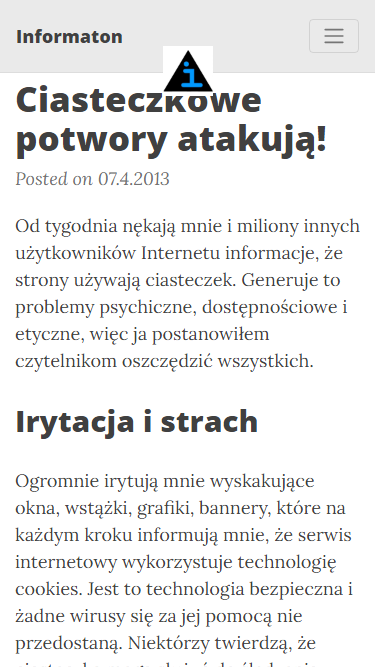 Informaton
i
Ciasteczkowe
potwory atakują!
Posted on 07.4.2013
Od tygodnia nękają mnie i miliony innych
użytkowników Internetu informacje, że
strony używają ciasteczek. Generuje to
problemy psychiczne, dostępnościowe i
etyczne, więc ja postanowiłem
czytelnikom oszczędzić wszystkich.
Irytacja i strach
Ogromnie irytują mnie wyskakujące
okna, wstążki, grafiki, bannery, które na
każdym kroku informują mnie, że serwis
internetowy wykorzystuje technologię
cookies. Jest to technologia bezpieczna i
żadne wirusy się za jej pomocą nie
przedostaną. Niektórzy twierdzą, że